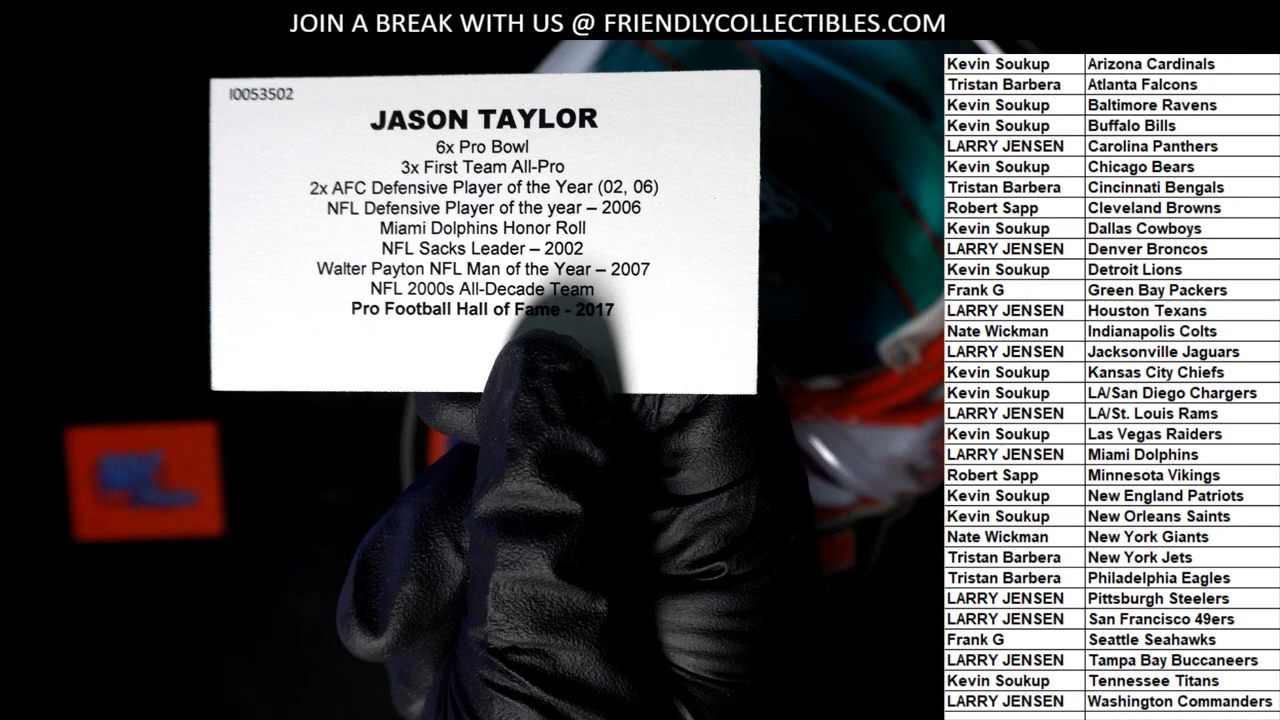 JOIN A BREAK WITH US @ FRIENDLYCOLLECTIBLES.COM
I0053502
JASON TAYLOR
6x Pro Bowl
3x First Team All-Pro
2x AFC Defensive Player of the Year (02, 06)
NFL Defensive Player of the year – 2006
Miami Dolphins Honor Roll
NFL Sacks Leader – 2002
Walter Payton NFL Man of the Year – 2007
NFL 2000s All-Decade Team
Pro Football Hall of Fame - 2017
Kevin Soukup Arizona Cardinals
Tristan Barbera Atlanta Falcons
Kevin Soukup Baltimore Ravens
Kevin Soukup Buffalo Bills
LARRY JENSEN Carolina Panthers
Kevin Soukup Chicago Bears
Tristan Barbera Cincinnati Bengals
Robert Sapp Cleveland Browns
Kevin Soukup Dallas Cowboys
LARRY JENSEN Denver Broncos
Kevin Soukup Detroit Lions
Frank G Green Bay Packers
LARRY JENSEN Houston Texans
Nate Wickman Indianapolis Colts
LARRY JENSEN Jacksonville Jaguars
Kevin Soukup Kansas City Chiefs
Kevin Soukup LA/San Diego Chargers
LARRY JENSEN LA/St. Louis Rams
Kevin Soukup Las Vegas Raiders
LARRY JENSEN Miami Dolphins
Robert Sapp Minnesota Vikings
Kevin Soukup New England Patriots
Kevin Soukup New Orleans Saints
Nate Wickman New York Giants
Tristan Barbera New York Jets
Tristan Barbera Philadelphia Eagles
LARRY JENSEN Pittsburgh Steelers
LARRY JENSEN San Francisco 49ers
Frank G Seattle Seahawks
LARRY JENSEN Tampa Bay Buccaneers
Kevin Soukup Tennessee Titans
LARRY JENSEN Washington Commanders